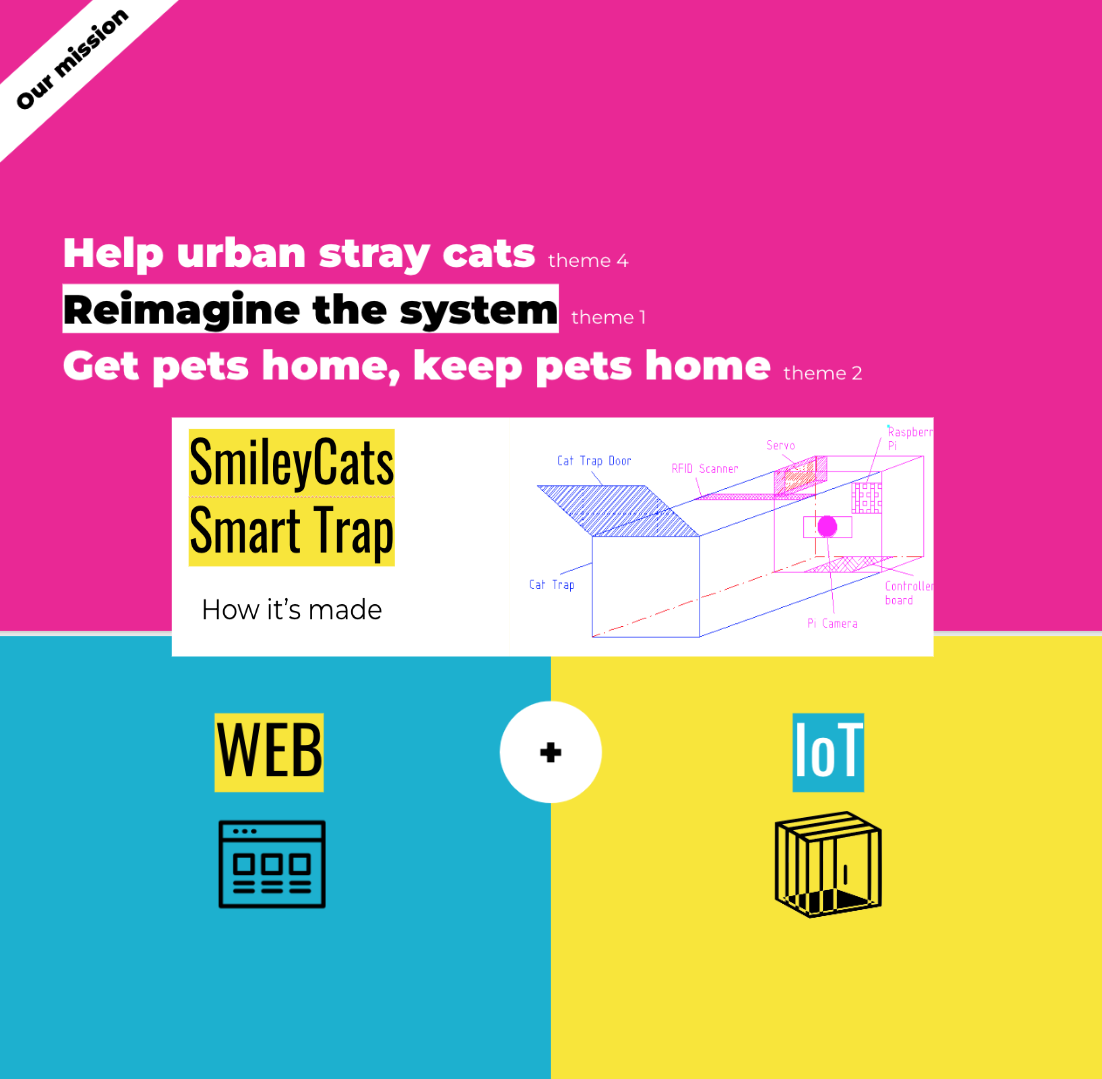 Our mission
Help urban stray cats theme 4
Reimagine the system theme 1
Get pets home, keep pets home theme 2
SmileyCats
Smart Trap
How it's made
Cat Trap Door
RFID Scanner
Servo
Raspberr
Pi
Cat Trap
Controller
board
Pi Camera
WEB
+
IoT